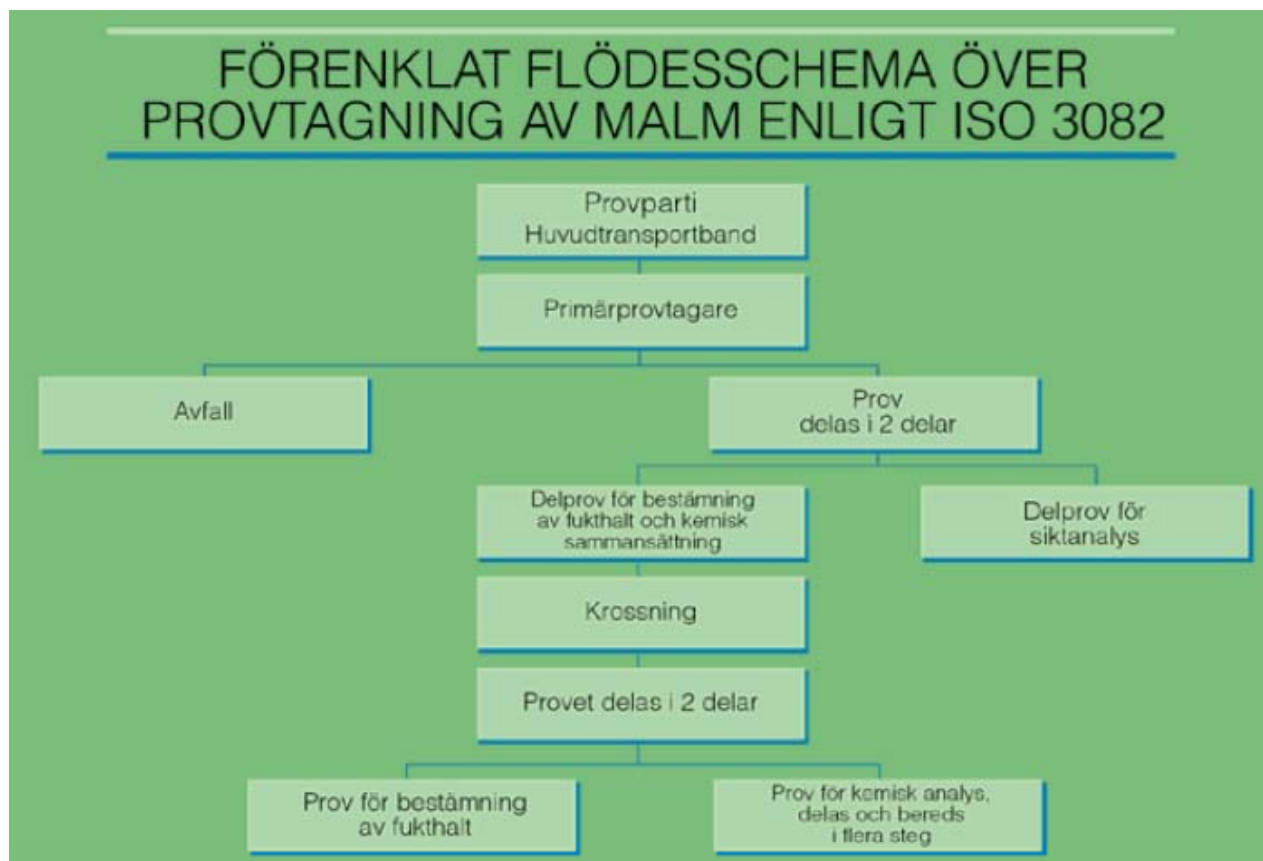 FÖRENKLAT FLÖDESSCHEMA ÖVER
PROVTAGNING AV MALM ENLIGT ISO 3082
Provparti
Huvudtransportband
Primärprovtagare
Avfall
Prov
delas i 2 delar
Delprov för bestämning
av fukthalt och kemisk
sammansättning
Delprov för
siktanalys
Krossning
Provet delas i 2 delar
Prov för bestämning
av fukthalt
Prov för kemisk analys,
delas och bereds
i flera steg